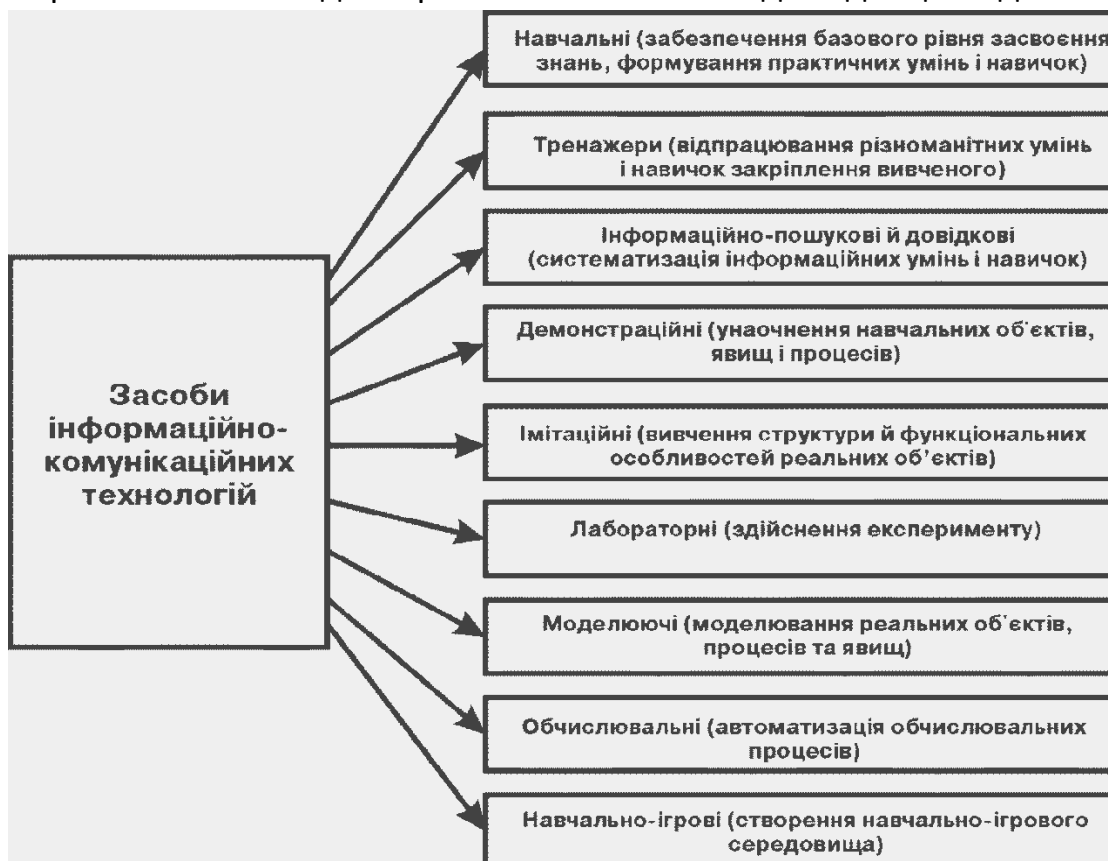 Навчальні (забезпечення базового рівня засвоєння
знань, формування практичних умінь і навичок)
Тренажери (відпрацювання різноманітних умінь
і навичок закріплення вивченого)
Інформаційно-пошукові й довідкові
(систематизація інформаційних умінь і навичок)
Демонстраційні (унаочнення навчальних об'єктів,
явищ і процесів)
Засоби
інформаційно-
комунікаційних
технологій
Імітаційні (вивчення структури й функціональних
особливостей реальних об'єктів)
Лабораторні (здійснення експерименту)
Моделюючі (моделювання реальних об'єктів,
процесів та явищ)
Обчислювальні (автоматизація обчислювальних
процесів)
Навчально-ігрові (створення навчально-ігрового
середовища)